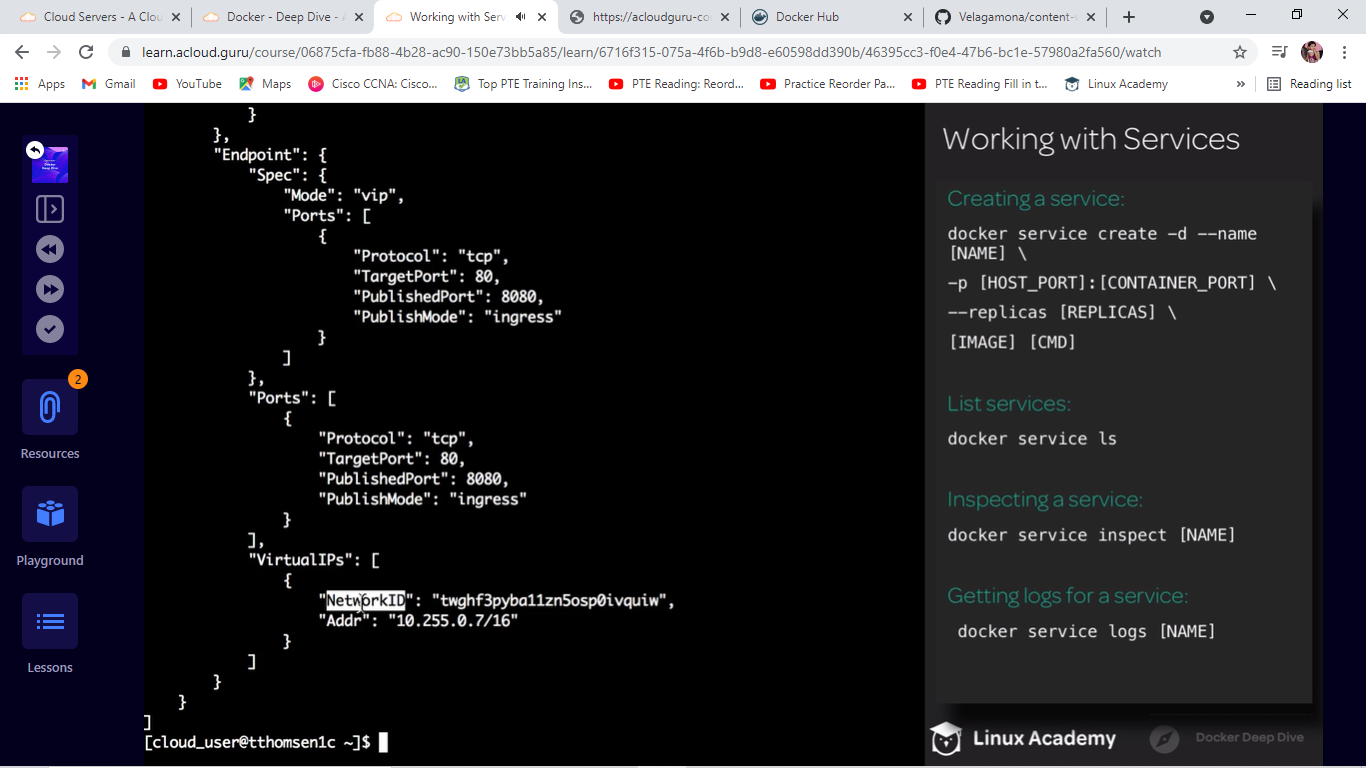 Cloud Servers - A Clou
Docker - Deep Dive - A
Working with Serv
https://acloudguru-co
Docker Hub
Velagamona/content-
learn.acloud.guru/course/06875cfa-fb88-4b28-ac90-150e73bb5a85/learn/6716f315-075a-4f6b-b9d8-e60598dd390b/46395cc3-f0e4-47b6-bc1e-57980a2fa560/watch
Apps
Gmail
YouTube
Maps
Cisco CCNA: Cisco...
Top PTE Training Ins...
PTE Reading: Reord...
Practice Reorder Pa...
PTE Reading Fill in t...
Linux Academy
»
Reading list
Docker
Deep Dive
2
Resources
Playground
Lessons
}
},
"Endpoint": {
"Spec": {
"Mode": "vip",
"Ports": [
{
"Protocol": "tcp",
"TargetPort": 80,
"PublishedPort": 8080,
"PublishMode": "ingress"
}
]
},
"Ports": [
{
"Protocol": "tcp",
"TargetPort": 80,
"PublishedPort": 8080,
"PublishMode": "ingress"
}
],
"VirtualIPs": [
{
"NetworkID": "twghf3pyba11zn5osp0ivquiw",
"Addr": "10.255.0.7/16"
}
]
}
}
]
[cloud_user@tthomsen1c ~]$
Working with Services
Creating a service:
docker service create -d --name
[NAME] \
-p [HOST_PORT]:[CONTAINER_PORT] \
--replicas [REPLICAS] \
[IMAGE] [CMD]
List services:
docker service ls
Inspecting a service:
docker service inspect [NAME]
Getting logs for a service:
docker service logs [NAME]
Linux Academy
Docker Deep Dive